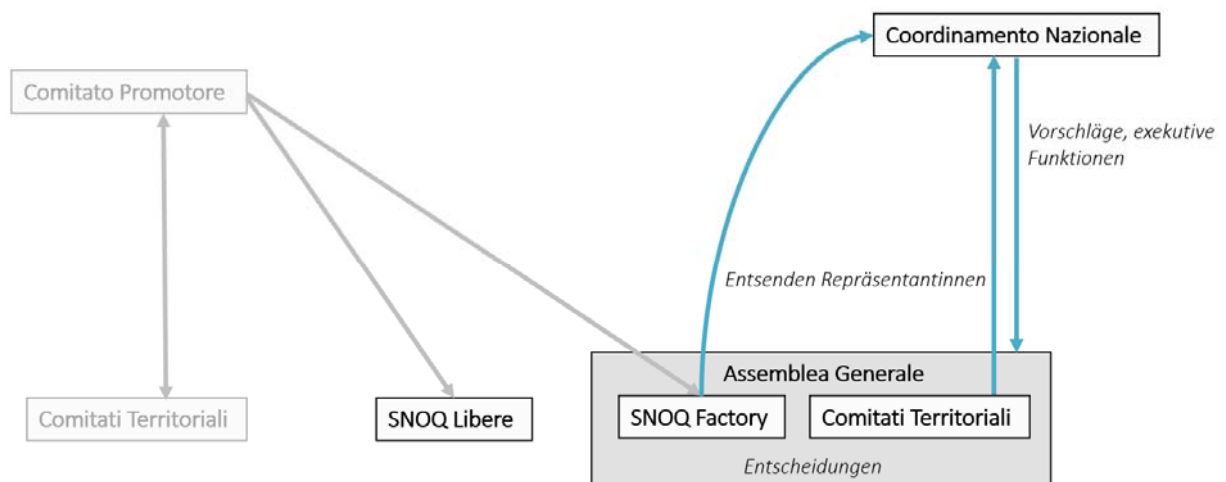 Coordinamento Nazionale
Comitato Promotore
Vorschläge, exekutive
Funktionen
Entsenden Repräsentantinnen
Assemblea Generale
Comitati Territoriali
SNOQ Libere
SNOQ Factory
Comitati Territoriali
Entscheidungen